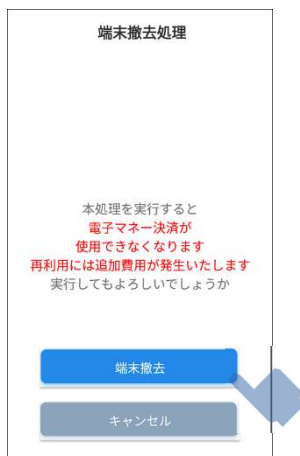 端末撤去処理
本処理を実行すると
電子マネー決済が
使用できなくなります
再利用には追加費用が発生いたします
実行してもよろしいでしょうか
端末撤去
キャンセル